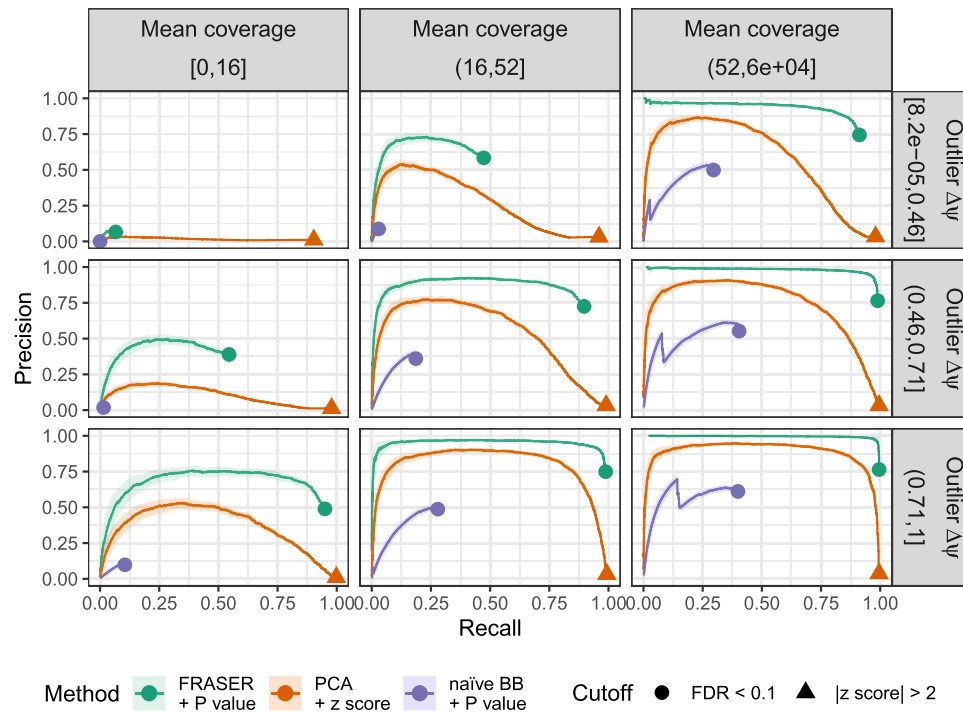 Mean coverage
[0,16]
Mean coverage
(16,52]
Mean coverage
(52,6e+04]
Precision
1.00
0.75
0.50
0.25
0.00
Outlier Δψ
[8.2e−05,0.46]
1.00
0.75
0.50
0.25
0.00
Outlier Δψ
(0.46,0.71]
1.00
0.75
0.50
0.25
0.00
Outlier Δψ
(0.71,1]
0.00 0.25 0.50 0.75 1.00
0.00 0.25 0.50 0.75 1.00
0.00 0.25 0.50 0.75 1.00
Recall
Method
FRASER
+ P value
PCA
+ z score
naïve BB
+ P value
Cutoff
FDR < 0.1
|z score| > 2